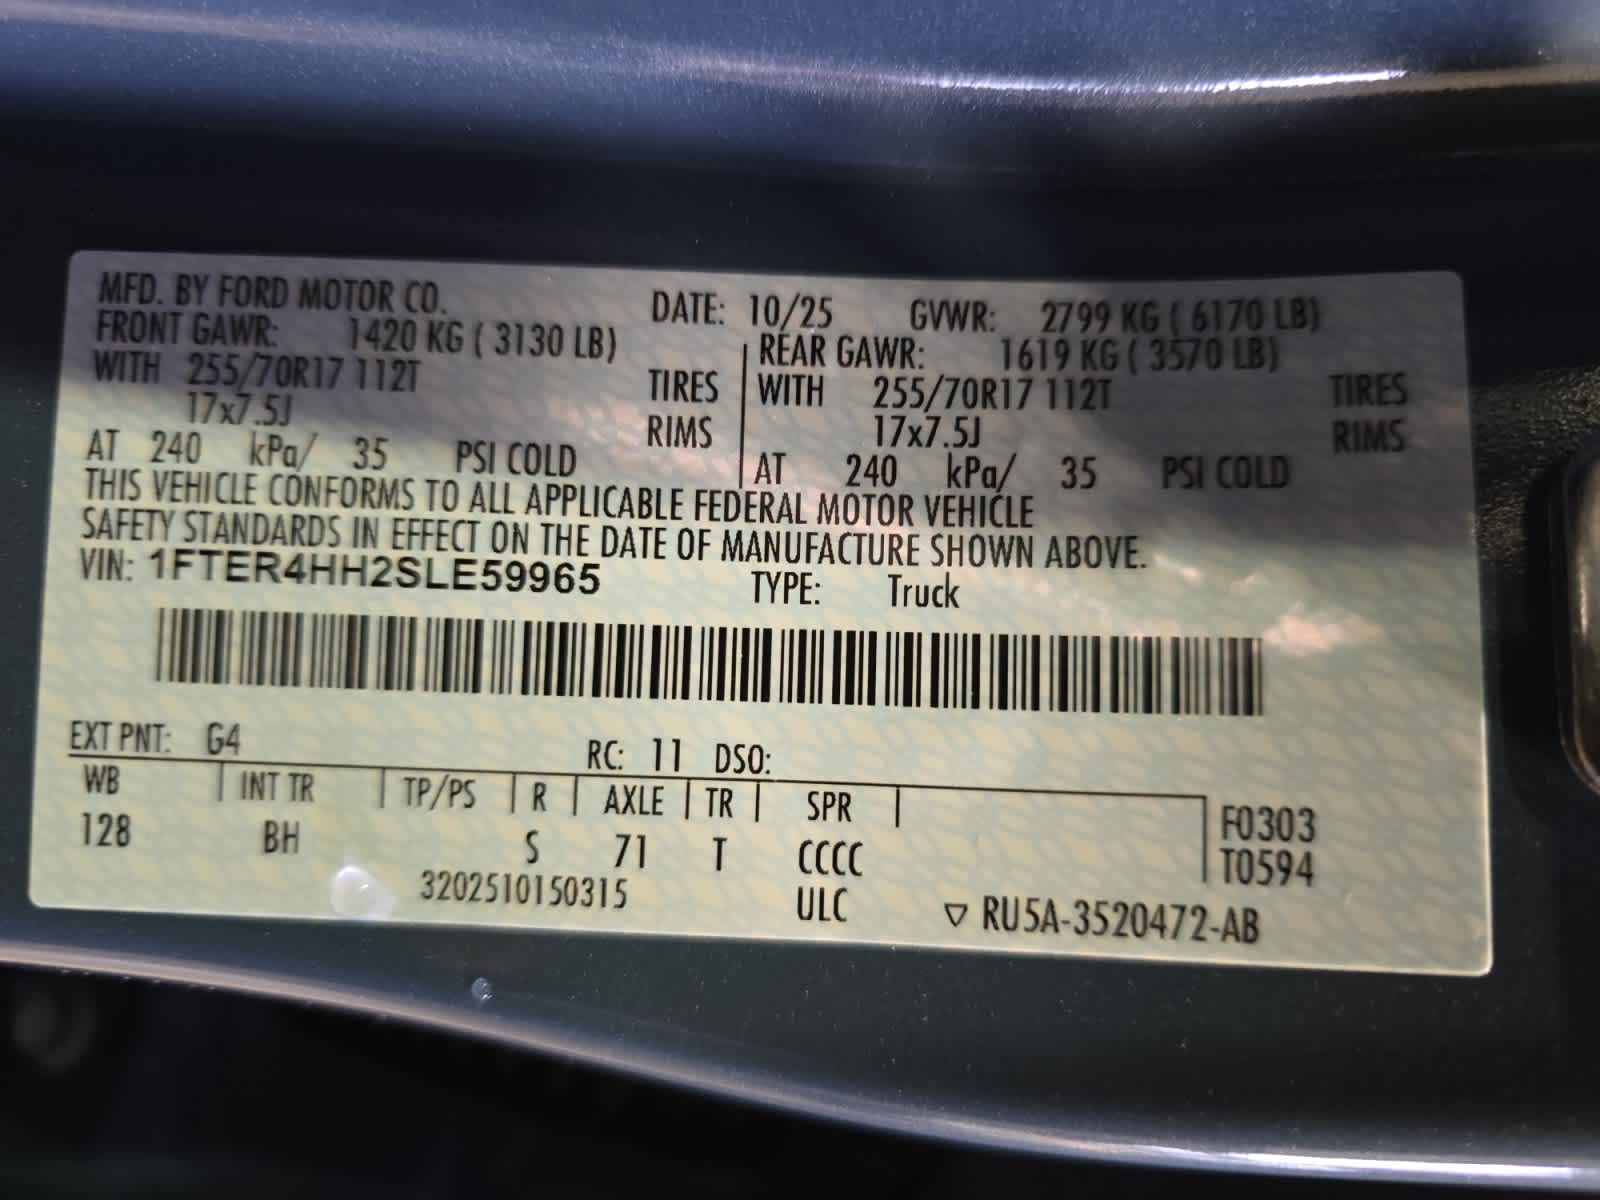 MFD. BY FORD MOTOR CO. DATE: 10/25 GVWR: 2799 KG ( 6170 LB)
FRONT GAWR: 1420 KG ( 3130 LB) REAR GAWR: 1619 KG ( 3570 LB)
WITH 255/70R17 112T TIRES WITH 255/70R17 112T TIRES
17x7.5J RIMS 17x7.5J RIMS
AT 240 kPa/ 35 PSI COLD AT 240 kPa/ 35 PSI COLD
THIS VEHICLE CONFORMS TO ALL APPLICABLE FEDERAL MOTOR VEHICLE
SAFETY STANDARDS IN EFFECT ON THE DATE OF MANUFACTURE SHOWN ABOVE.
VIN: 1FTER4HH2SLE59965 TYPE: Truck
EXT PNT: G4 RC: 11 DSO:
WB INT TR TP/PS R AXLE TR SPR F0303
128 BH S 71 T CCCC T0594
3202510150315 ULC ▽ RU5A-3520472-AB